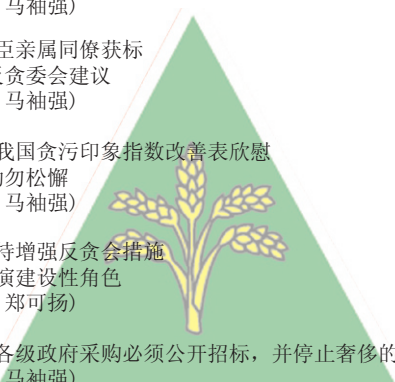 马袖强)
臣亲属同僚获标
反贪委会建议
马袖强)
我国贪污印象指数改善表欣慰
勿松懈
马袖强)
持增强反贪会措施
演建设性角色
郑可扬)
各级政府采购必须公开招标，并停止奢侈的
马袖强)